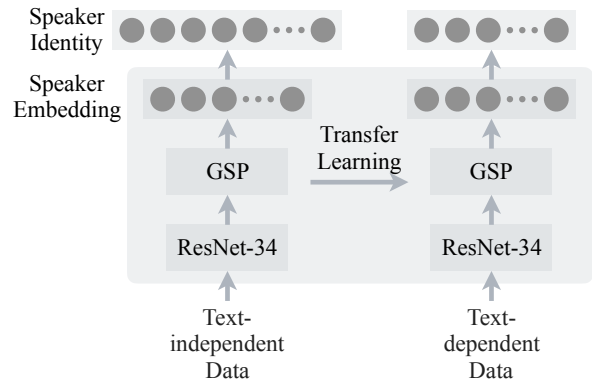 Speaker
Identity
Speaker
Embedding
Transfer
Learning
GSP
GSP
ResNet-34
ResNet-34
Text-
independent
Data
Text-
dependent
Data